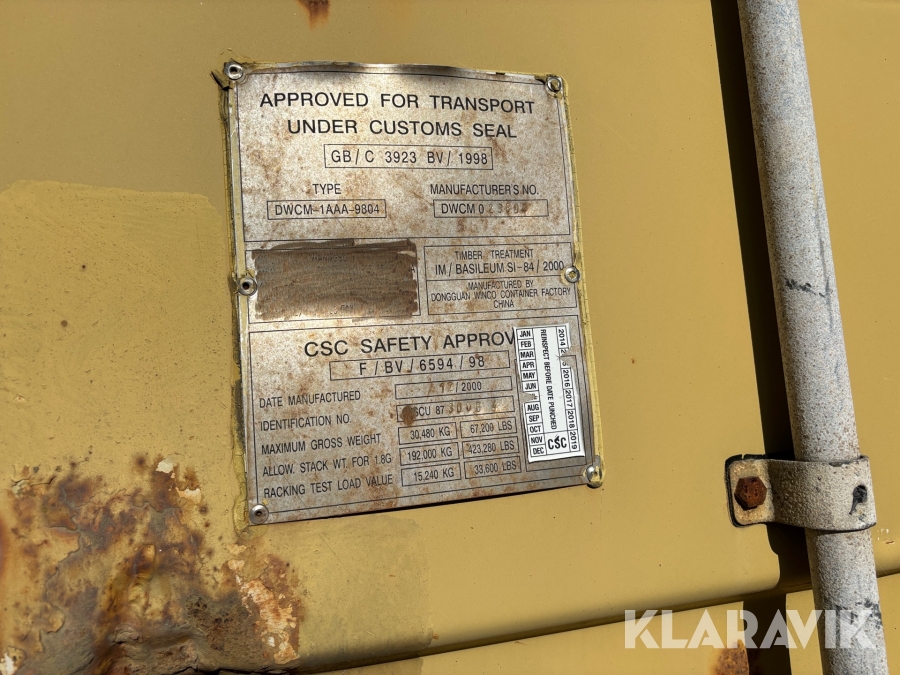 APPROVED FOR TRANSPORT
UNDER CUSTOMS SEAL
GB/C 3923 BV/1998
TYPE
MANUFACTURER'S NO.
DWCM-1AAA-9804
DWCM 0
TIMBER TREATMENT
IM/BASILEUM SI-84/2000
MANUFACTURED BY
DONGGUAN WINCO CONTAINER FACTORY
CHINA
CSC SAFETY APPROV
F/BV/6594/98
DATE MANUFACTURED
/2000
IDENTIFICATION NO.
SCU 87
MAXIMUM GROSS WEIGHT
30,480 KG
67,200 LBS
ALLOW. STACK WT. FOR 1.8G
192,000 KG
423,280 LBS
RACKING TEST LOAD VALUE
15,240 KG
33,600 LBS
JAN
FEB
MAR
APR
MAY
JUN
AUG
SEP
OCT
NOV
DEC
REINSPECT BEFORE DATE PUNCHED
CSC
2014
2016 2017 2018 2019
KLARAVIK